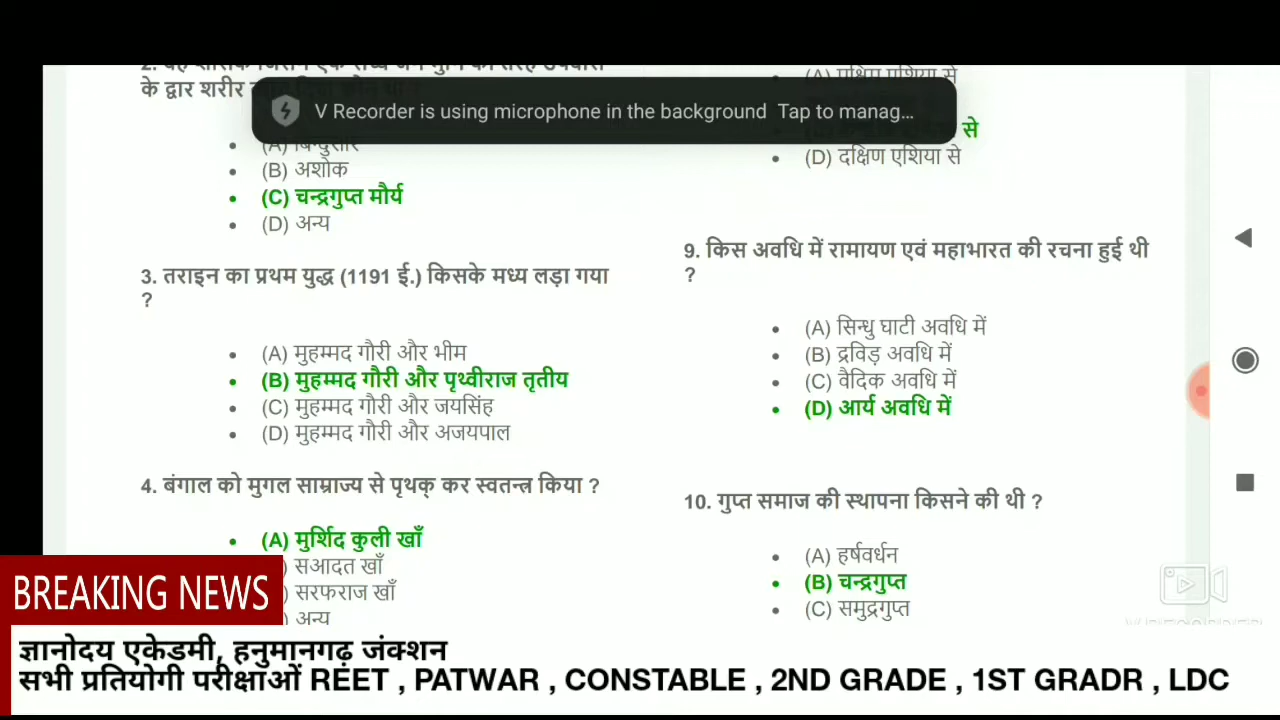 के द्वार शरीर
V Recorder is using microphone in the background Tap to manag...
(A) बिन्दुसार
(B) अशोक
(C) चन्द्रगुप्त मौर्य
(D) अन्य
3. तराइन का प्रथम युद्ध (1191 ई.) किसके मध्य लड़ा गया
?
(A) मुहम्मद गौरी और भीम
(B) मुहम्मद गौरी और पृथ्वीराज तृतीय
(C) मुहम्मद गौरी और जयसिंह
(D) मुहम्मद गौरी और अजयपाल
4. बंगाल को मुगल साम्राज्य से पृथक् कर स्वतन्त्र किया ?
(A) मुर्शिद कुली खाँ
) सआदत खाँ
) सरफराज खाँ
) अन्य
(A) पश्चिम एशिया से
से
(D) दक्षिण एशिया से
9. किस अवधि में रामायण एवं महाभारत की रचना हुई थी
?
(A) सिन्धु घाटी अवधि में
(B) द्रविड़ अवधि में
(C) वैदिक अवधि में
(D) आर्य अवधि में
10. गुप्त समाज की स्थापना किसने की थी ?
(A) हर्षवर्धन
(B) चन्द्रगुप्त
(C) समुद्रगुप्त
BREAKING NEWS
ज्ञानोदय एकेडमी, हनुमानगढ़ जंक्शन
सभी प्रतियोगी परीक्षाओं REET , PATWAR , CONSTABLE , 2ND GRADE , 1ST GRADR , LDC